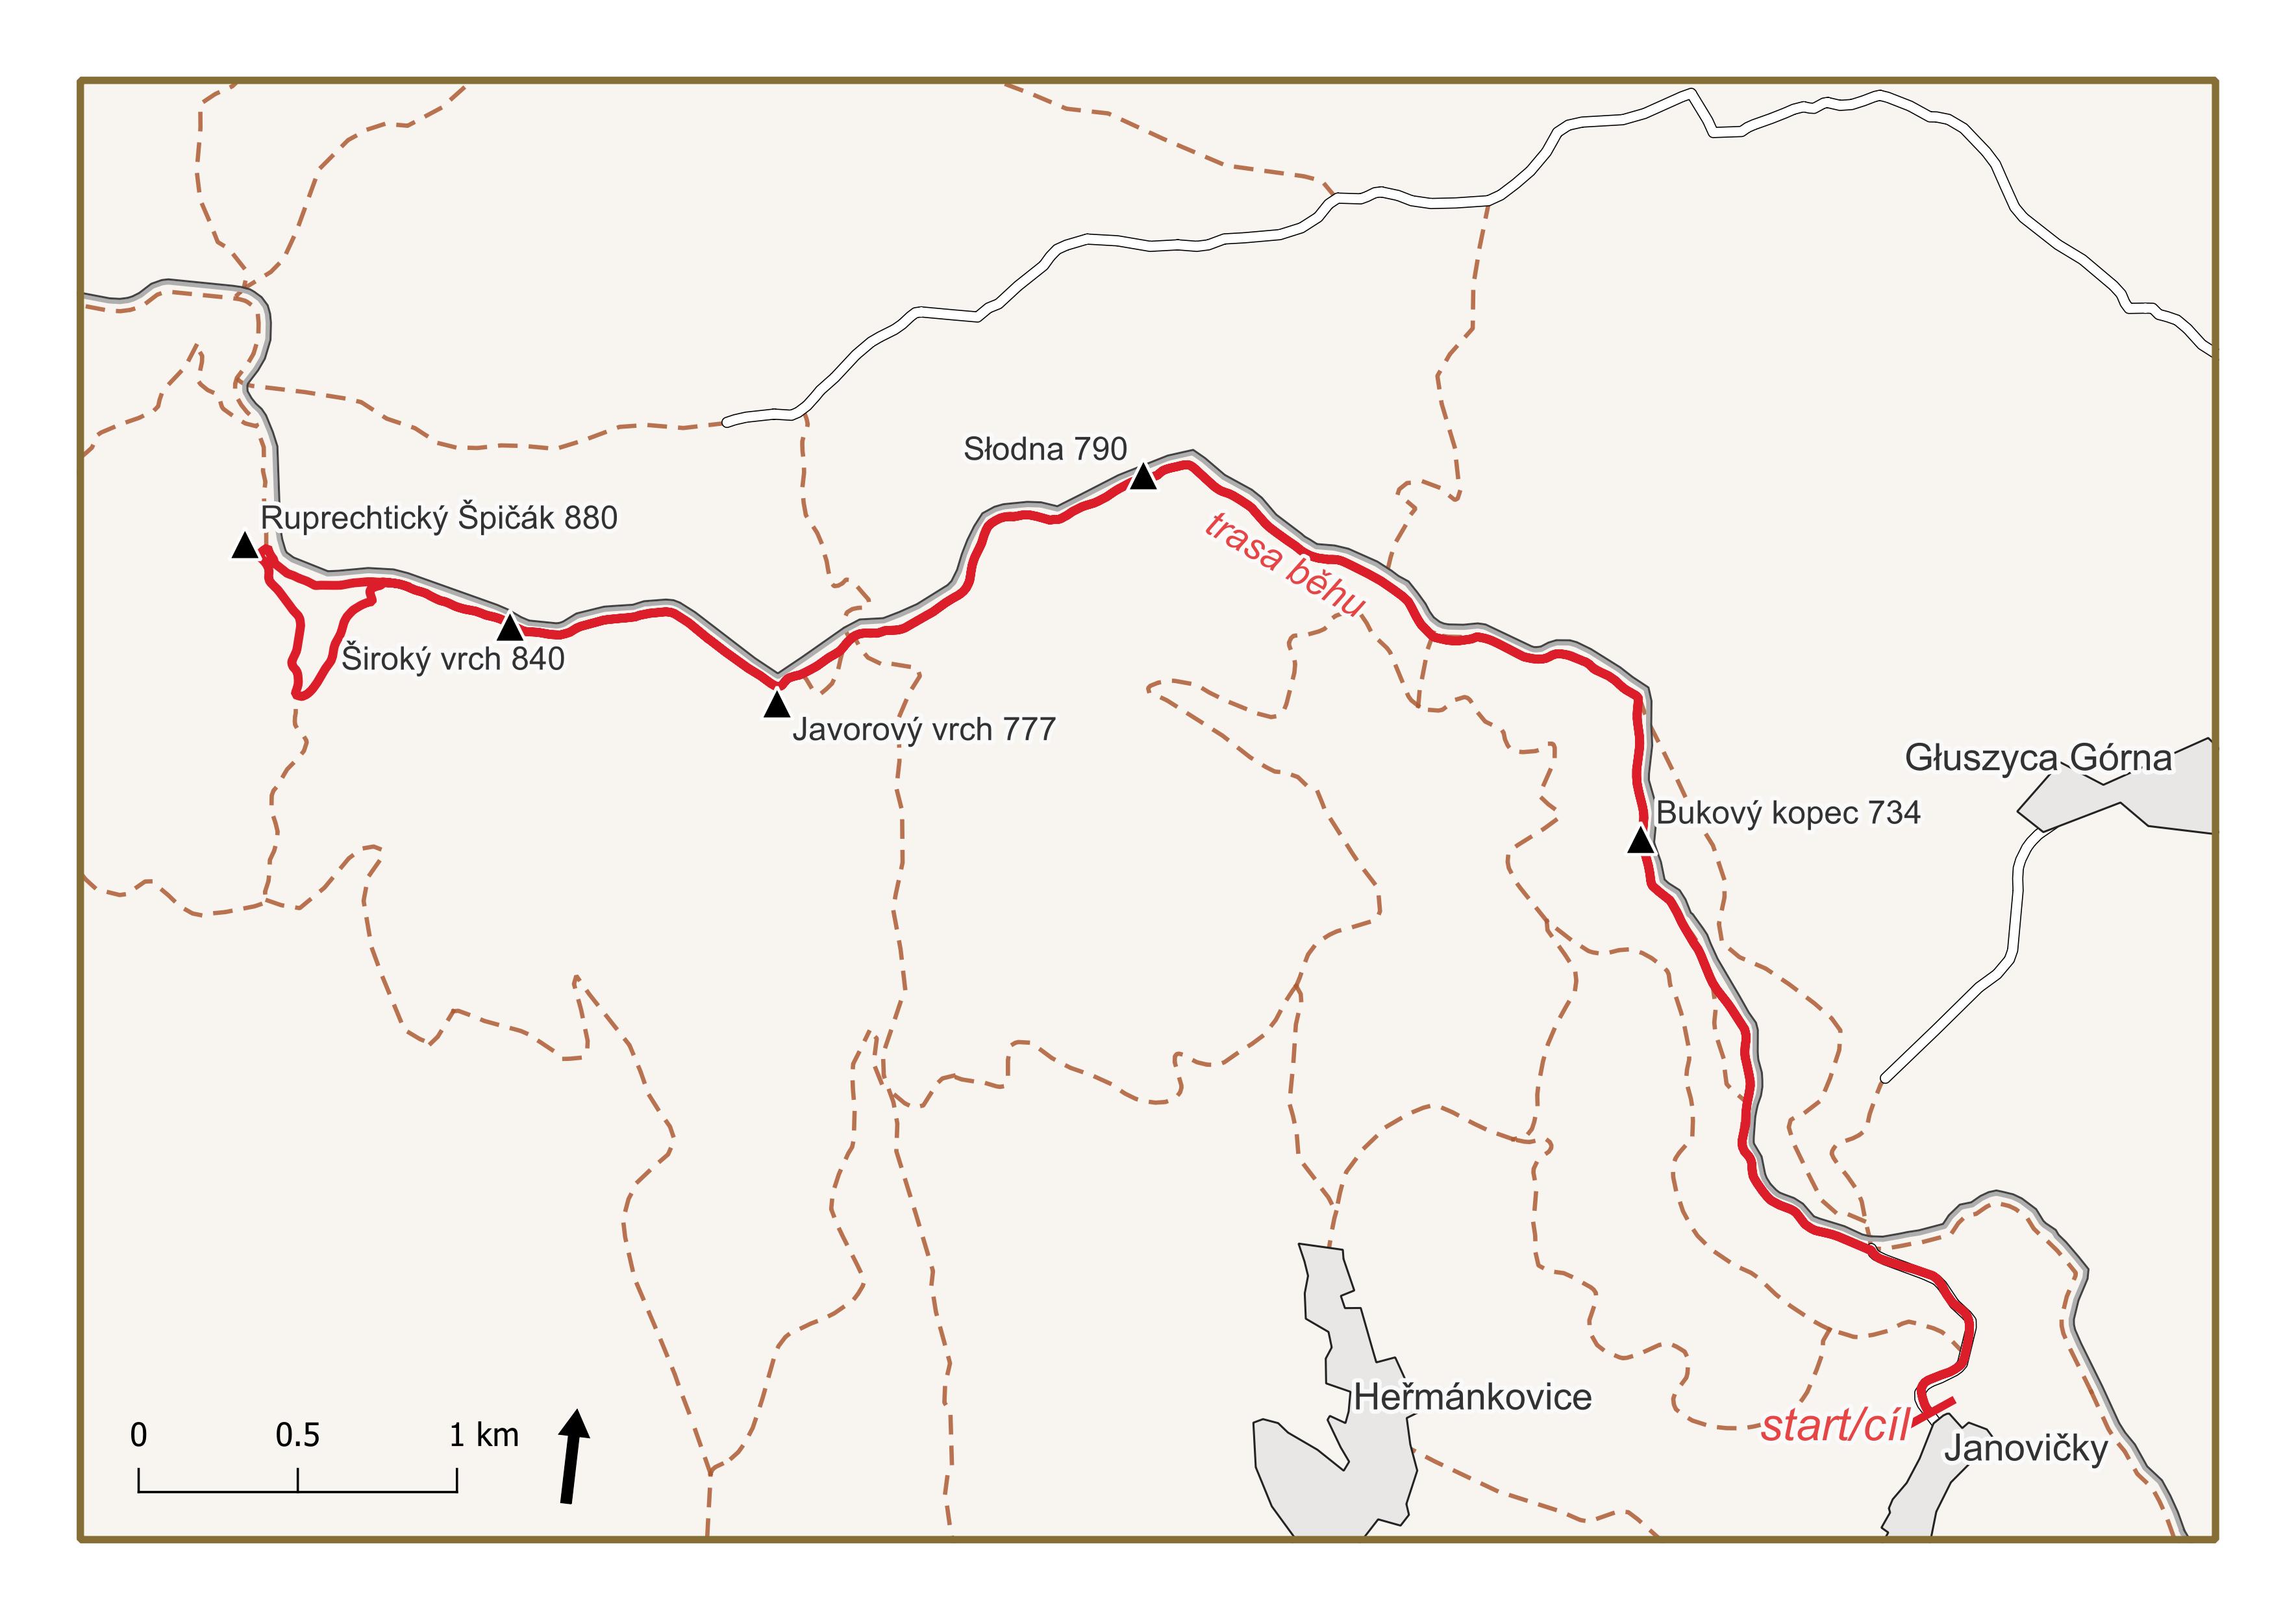 Słodna 790
Ruprechtický Špičák 880
trasa běhu
Široký vrch 840
Javorový vrch 777
Głuszyca Górna
Bukový kopec 734
Heřmánkovice
start/cíl
Janovičky
0 0.5 1 km